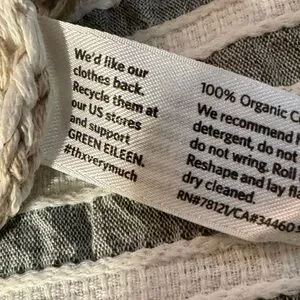 We'd like our
clothes back.
Recycle them at
our US stores
and support
GREEN EILEEN.
#thxverymuch
100% Organic
We recommend
detergent, do not
do not wring. Roll
Reshape and lay
dry cleaned.